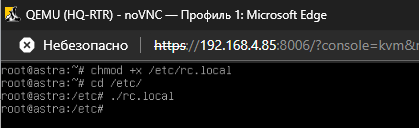 QEMU (HQ-RTR) - noVNC — Профиль 1: Microsoft Edge
Небезопасно https://192.168.4.85:8006/?console=kvm&
root@astra:~# chmod +x /etc/rc.local
root@astra:~# cd /etc/
root@astra:/etc# ./rc.local
root@astra:/etc#